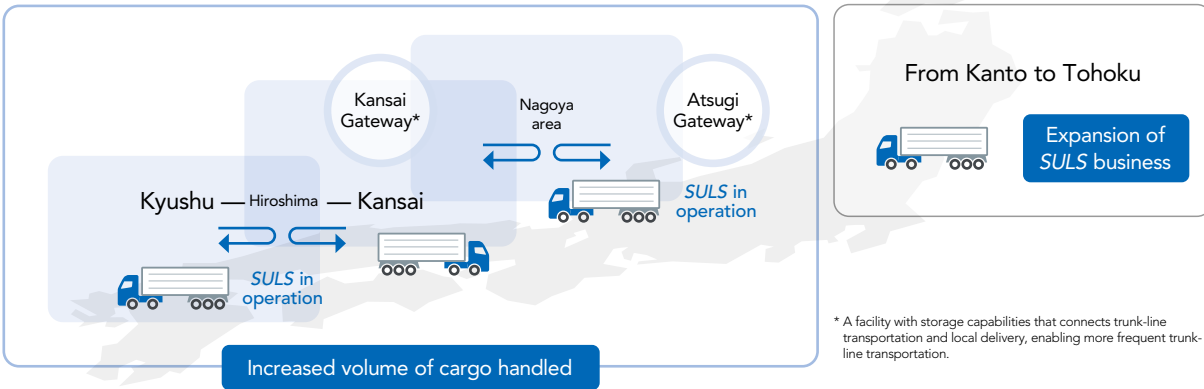 Kansai
Gateway*
Nagoya
area
Atsugi
Gateway*
Kyushu — Hiroshima — Kansai
SULS in
operation
SULS in
operation
Increased volume of cargo handled
From Kanto to Tohoku
Expansion of
SULS business
* A facility with storage capabilities that connects trunk-line
transportation and local delivery, enabling more frequent trunk-
line transportation.